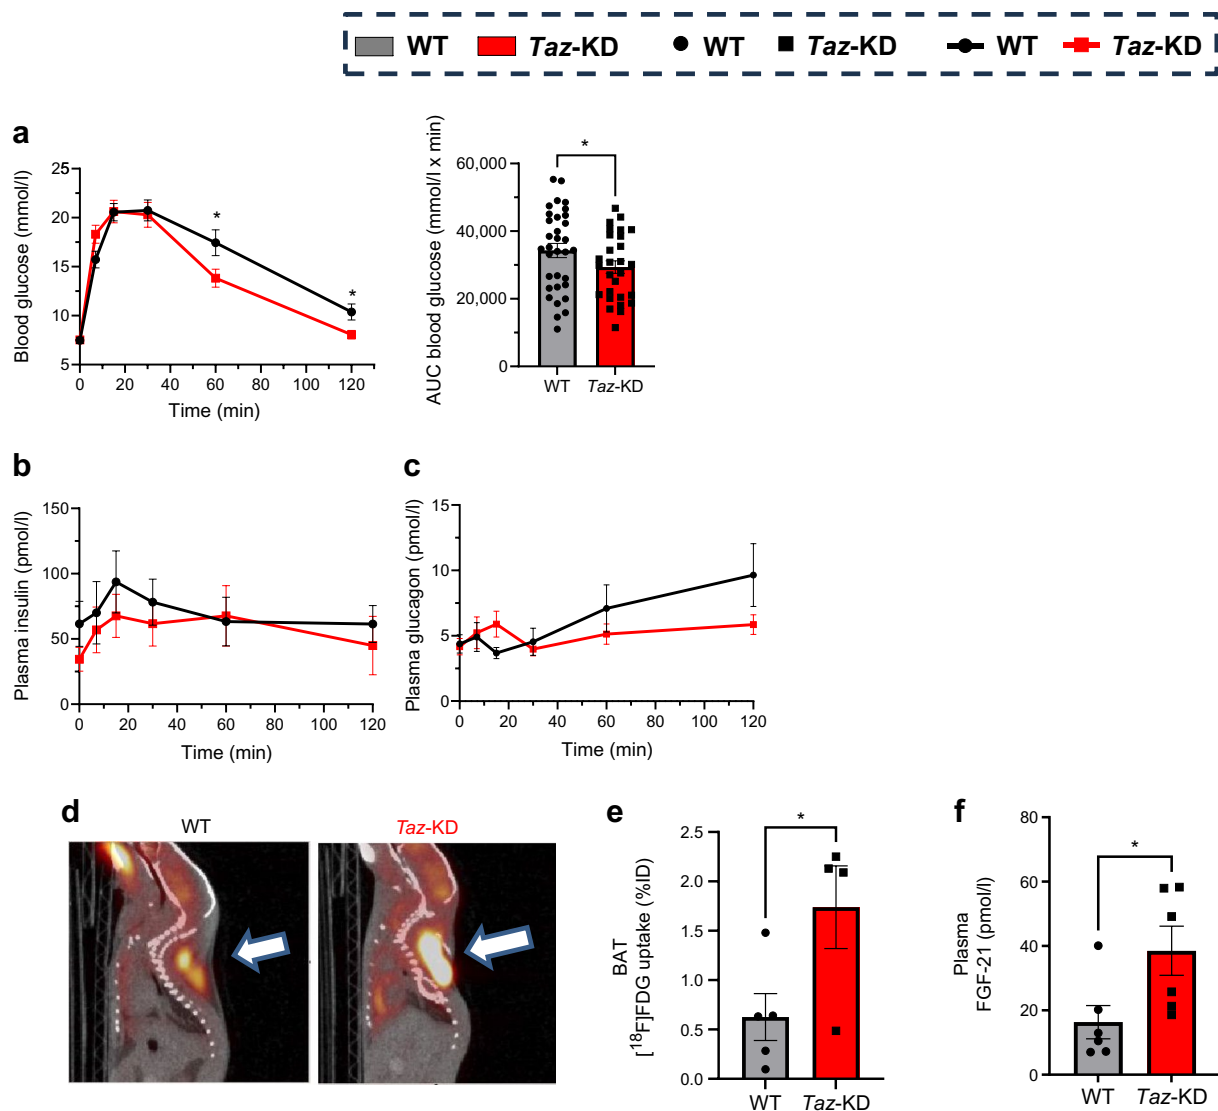 WT Taz-KD WT Taz-KD WT Taz-KD
a
Blood glucose (mmol/l)
25
20
15
10
5
0 20 40 60 80 100 120
Time (min)
*
*
AUC blood glucose (mmol/l x min)
60,000
40,000
20,000
0
*
WT Taz-KD
b
Plasma insulin (pmol/l)
150
100
50
0
0 20 40 60 80 100 120
Time (min)
c
Plasma glucagon (pmol/l)
15
10
5
0
0 20 40 60 80 100 120
Time (min)
d
WT Taz-KD
e
BAT
[18F]FDG uptake (%ID)
2.5
2.0
1.5
1.0
0.5
0.0
*
WT Taz-KD
f
Plasma
FGF-21 (pmol/l)
80
60
40
20
0
*
WT Taz-KD